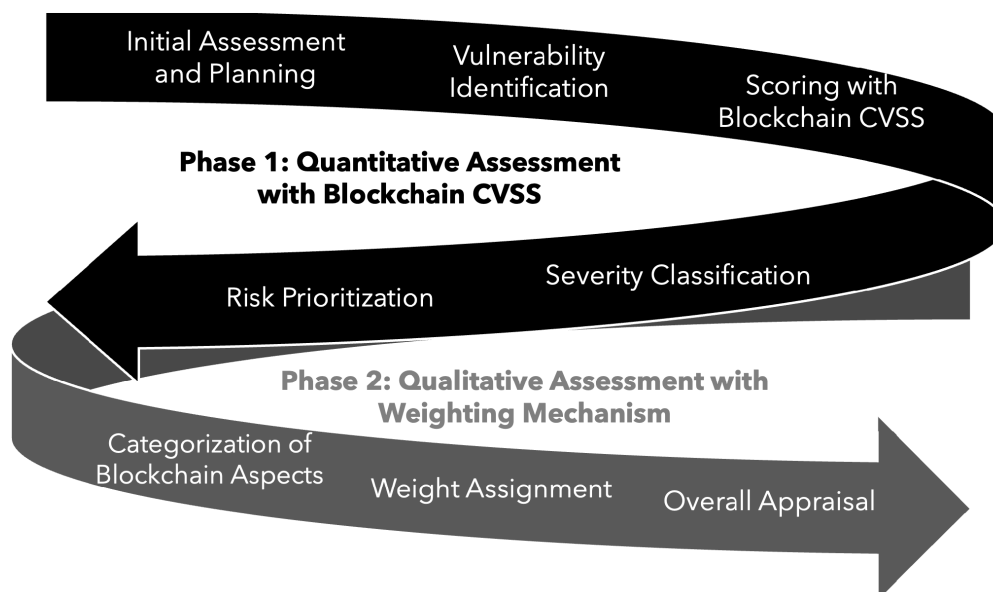 Initial Assessment
and Planning
Vulnerability
Identification
Scoring with
Blockchain CVSS
Phase 1: Quantitative Assessment
with Blockchain CVSS
Severity Classification
Risk Prioritization
Phase 2: Qualitative Assessment with
Weighting Mechanism
Categorization of
Blockchain Aspects
Weight Assignment
Overall Appraisal